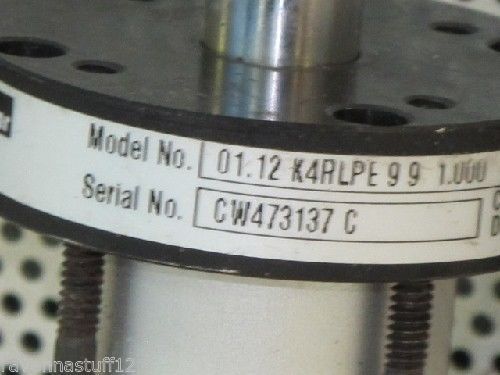 Model No. 01.12 K4RLPE 9 9 1.000
Serial No. CW473137 C